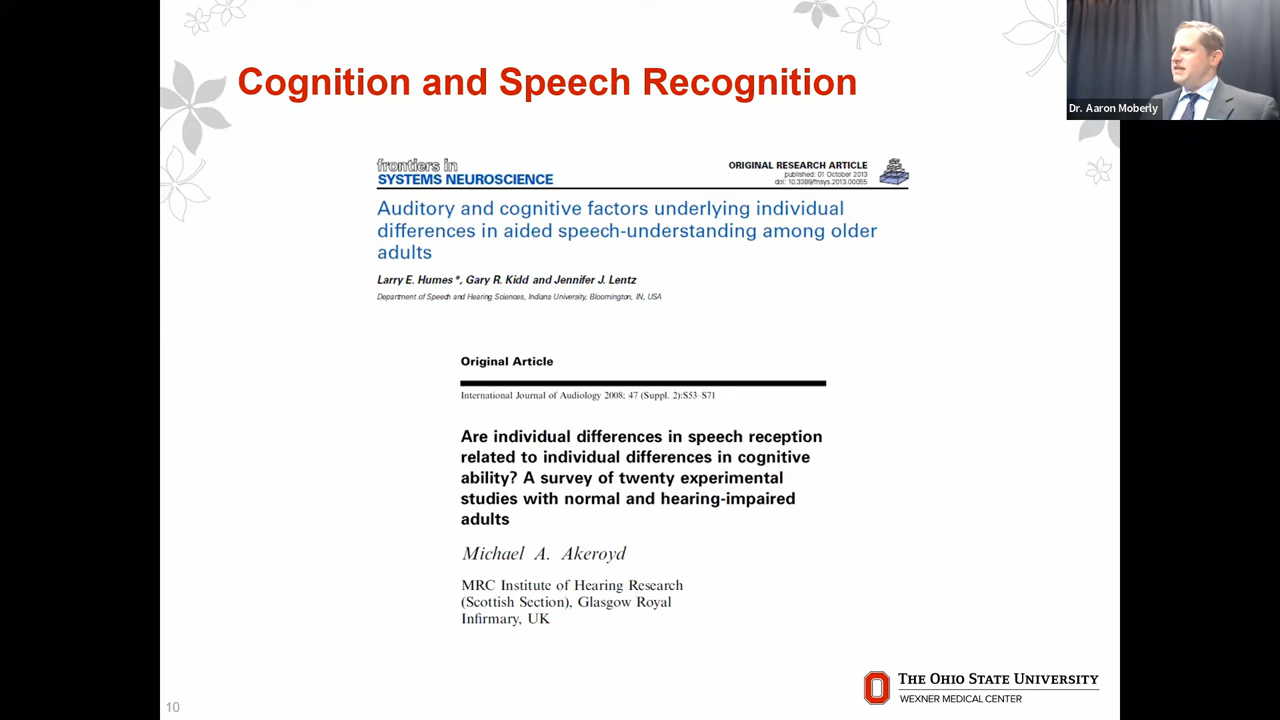 Cognition and Speech Recognition
Dr. Aaron Moberly
frontiers in
SYSTEMS NEUROSCIENCE
ORIGINAL RESEARCH ARTICLE
published: 01 October 2013
doi: 10.3389/fnsys.2013.00055
Auditory and cognitive factors underlying individual
differences in aided speech-understanding among older
adults
Larry E. Humes*, Gary R. Kidd and Jennifer J. Lentz
Department of Speech and Hearing Sciences, Indiana University, Bloomington, IN, USA
Original Article
International Journal of Audiology 2008; 47 (Suppl. 2):S53-S71
Are individual differences in speech reception
related to individual differences in cognitive
ability? A survey of twenty experimental
studies with normal and hearing-impaired
adults
Michael A. Akeroyd
MRC Institute of Hearing Research
(Scottish Section), Glasgow Royal
Infirmary, UK
THE OHIO STATE UNIVERSITY
WEXNER MEDICAL CENTER
10